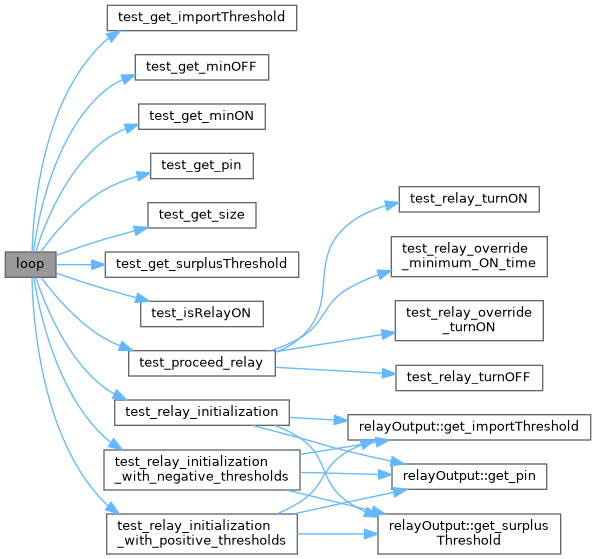 loop
test_get_importThreshold
test_get_minOFF
test_get_minON
test_get_pin
test_get_size
test_get_surplusThreshold
test_isRelayON
test_proceed_relay
test_relay_initialization
test_relay_initialization
_with_negative_thresholds
test_relay_initialization
_with_positive_thresholds
test_relay_turnON
test_relay_override
_minimum_ON_time
test_relay_override
_turnON
test_relay_turnOFF
relayOutput::get_importThreshold
relayOutput::get_pin
relayOutput::get_surplus
Threshold